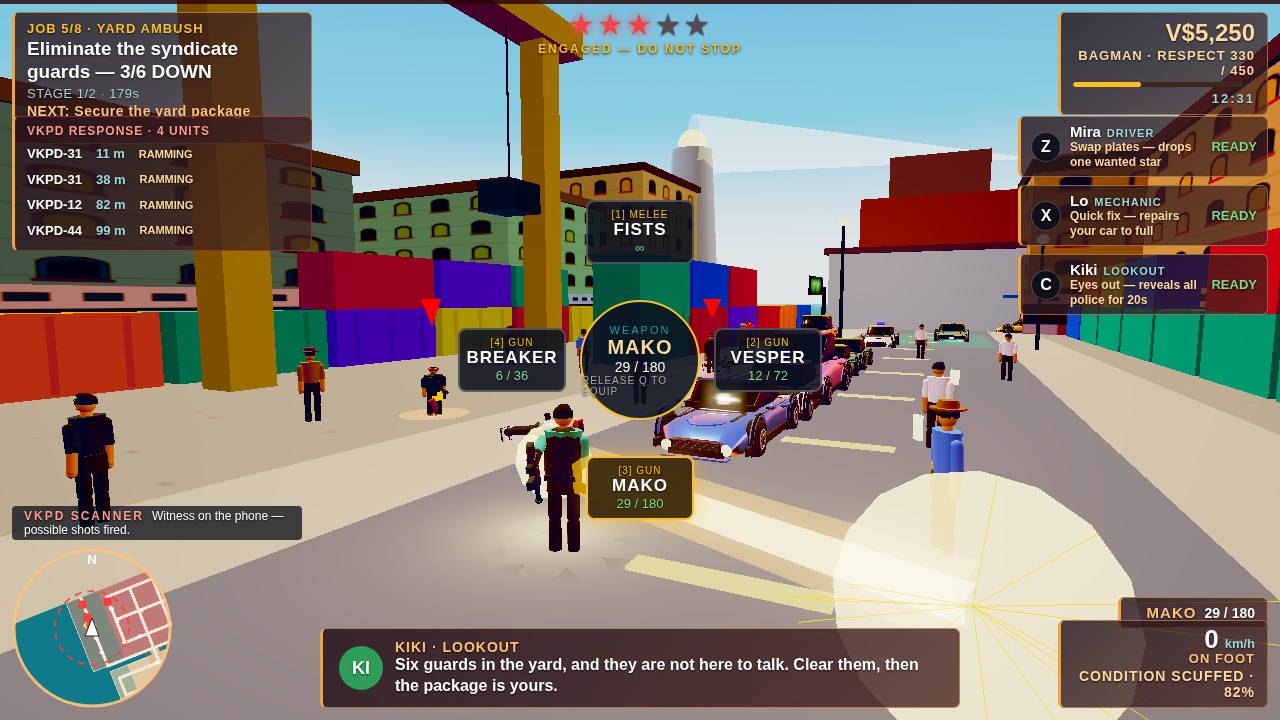 JOB 5/8 · YARD AMBUSH
Eliminate the syndicate
guards — 3/6 DOWN
STAGE 1/2 · 179s
NEXT: Secure the yard package
VKPD RESPONSE · 4 UNITS
VKPD-31 11 m RAMMING
VKPD-31 38 m RAMMING
VKPD-12 82 m RAMMING
VKPD-44 99 m RAMMING
ENGAGED — DO NOT STOP
V$5,250
BAGMAN · RESPECT 330
/ 450
12:31
Z
Mira DRIVER
Swap plates — drops
one wanted star
READY
X
Lo MECHANIC
Quick fix — repairs
your car to full
READY
C
Kiki LOOKOUT
Eyes out — reveals all
police for 20s
READY
[1] MELEE
FISTS
∞
[4] GUN
BREAKER
6 / 36
WEAPON
MAKO
29 / 180
RELEASE Q TO
EQUIP
[2] GUN
VESPER
12 / 72
[3] GUN
MAKO
29 / 180
VKPD SCANNER Witness on the phone —
possible shots fired.
N
KI
KIKI · LOOKOUT
Six guards in the yard, and they are not here to talk. Clear them, then
the package is yours.
MAKO 29 / 180
0 km/h
ON FOOT
CONDITION SCUFFED ·
82%